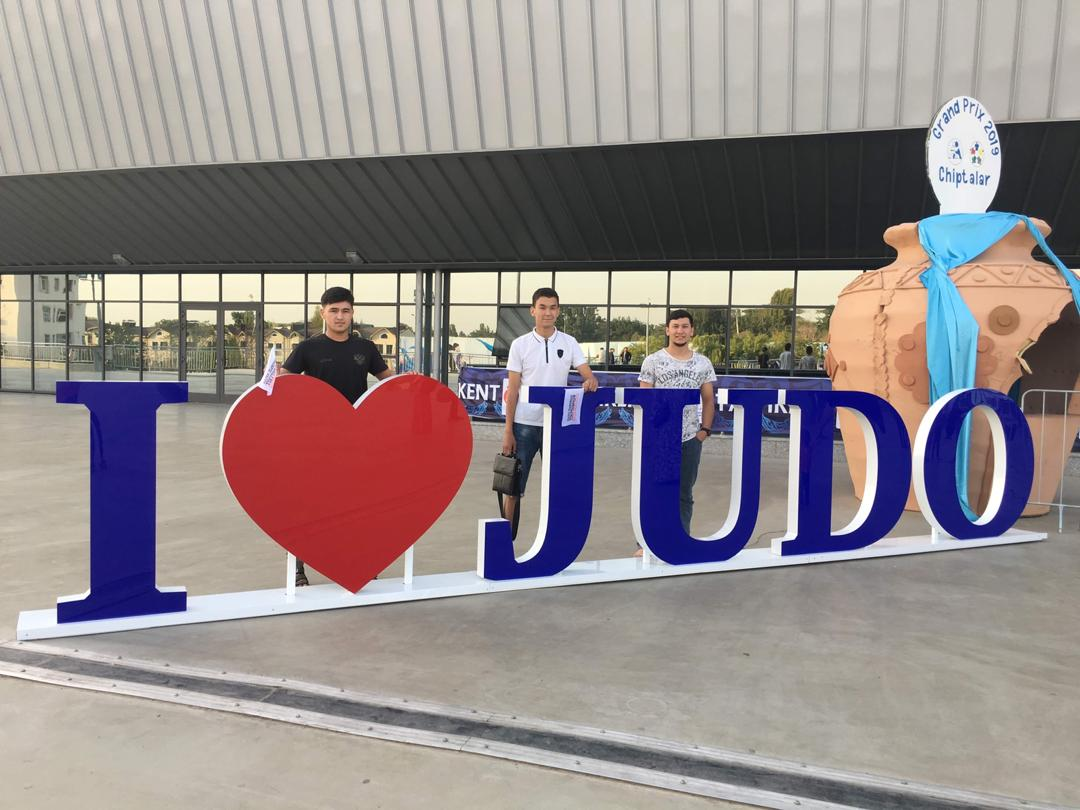 Grand Prix 2019
Chiptalar
LOS ANGELES
KENT
I ♥ JUDO